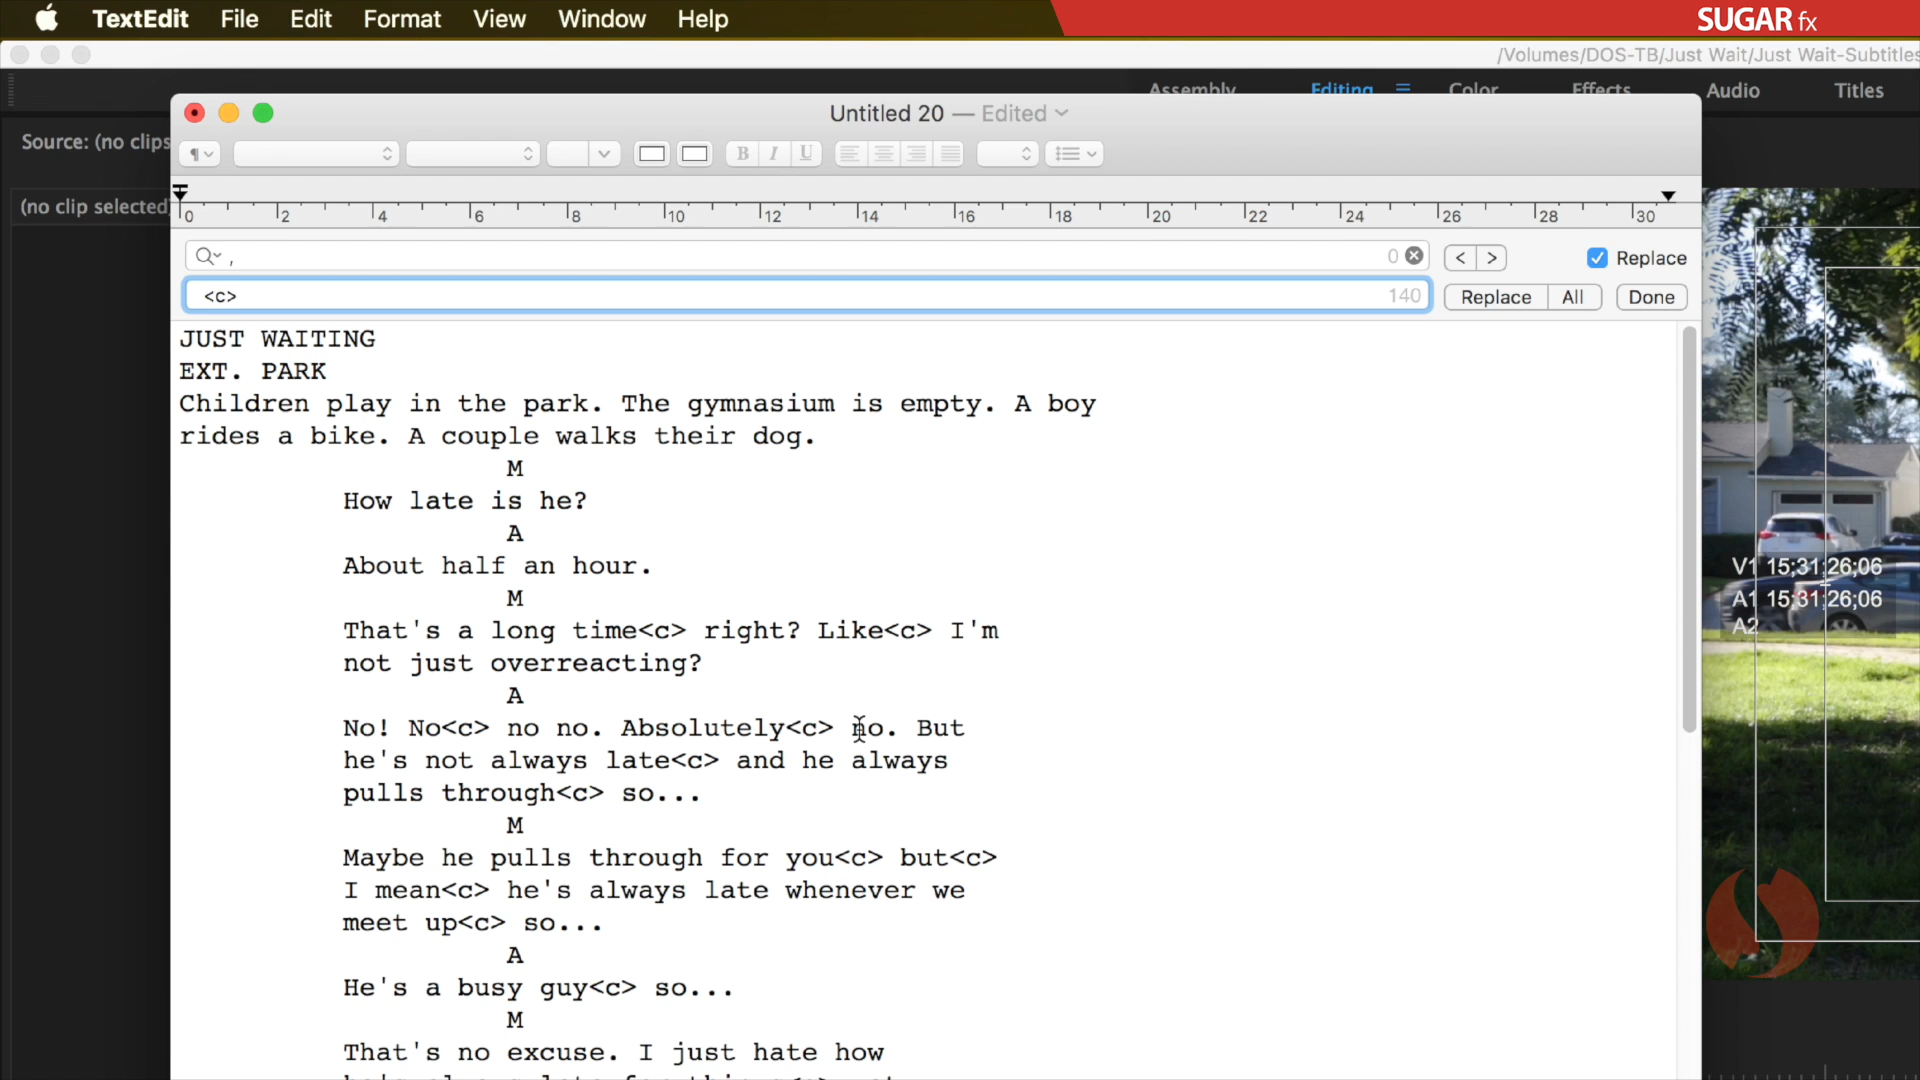 TextEdit File Edit Format View Window Help
SUGAR fx
/Volumes/DOS-TB/Just Wait/Just Wait-Subtitles
Assembly Editing Color Effects Audio Titles
Untitled 20 — Edited
Source: (no clips
¶ B I U
(no clip selected)
0 2 4 6 8 10 12 14 16 18 20 22 24 26 28 30
, 0 < > Replace
<c> 140 Replace All Done
JUST WAITING
EXT. PARK
Children play in the park. The gymnasium is empty. A boy
rides a bike. A couple walks their dog.
M
How late is he?
A
About half an hour.
M
That's a long time<c> right? Like<c> I'm
not just overreacting?
A
No! No<c> no no. Absolutely<c> no. But
he's not always late<c> and he always
pulls through<c> so...
M
Maybe he pulls through for you<c> but<c>
I mean<c> he's always late whenever we
meet up<c> so...
A
He's a busy guy<c> so...
M
That's no excuse. I just hate how
V1 15;31;26;06
A1 15;31;26;06
A2